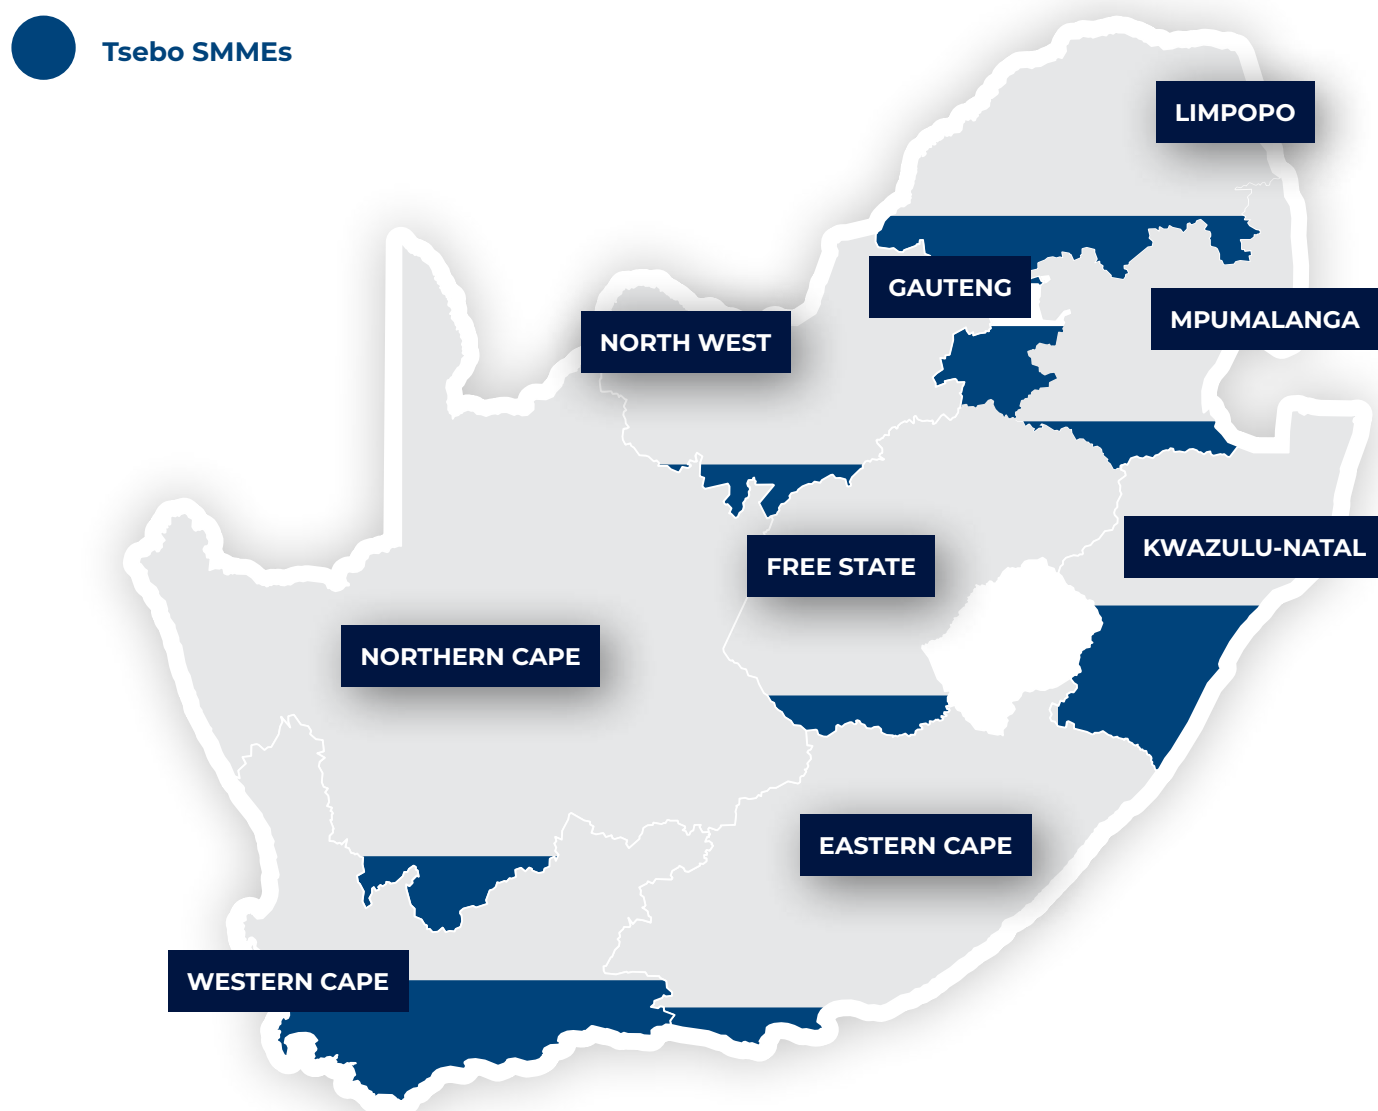 Tsebo SMMEs
LIMPOPO
GAUTENG
MPUMALANGA
NORTH WEST
KWAZULU-NATAL
FREE STATE
NORTHERN CAPE
EASTERN CAPE
WESTERN CAPE